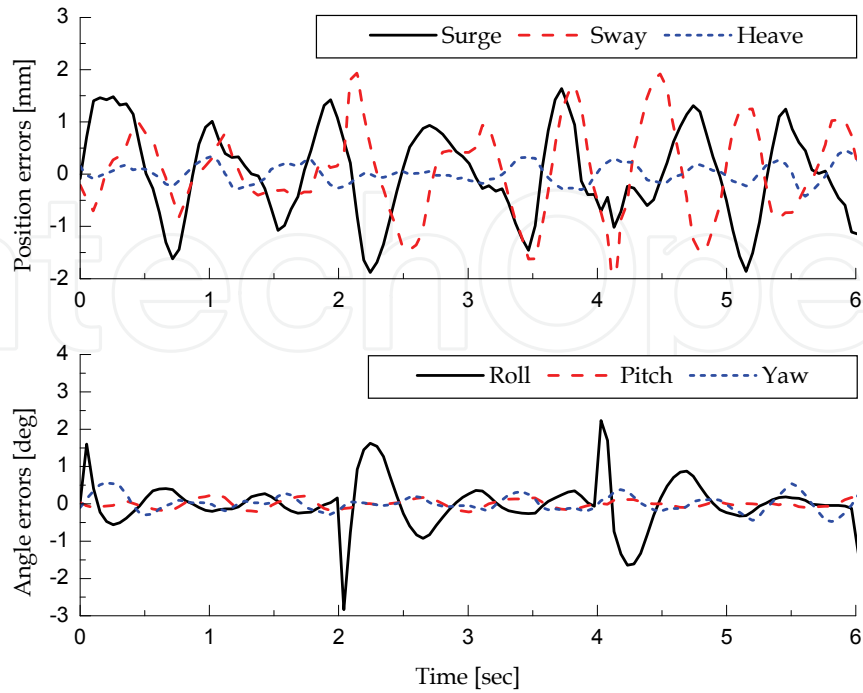 Surge Sway Heave
Position errors [mm]
3
2
1
0
-1
-2
0 1 2 3 4 5 6
Roll Pitch Yaw
Angle errors [deg]
4
3
2
1
0
-1
-2
-3
0 1 2 3 4 5 6
Time [sec]
ntechOpe